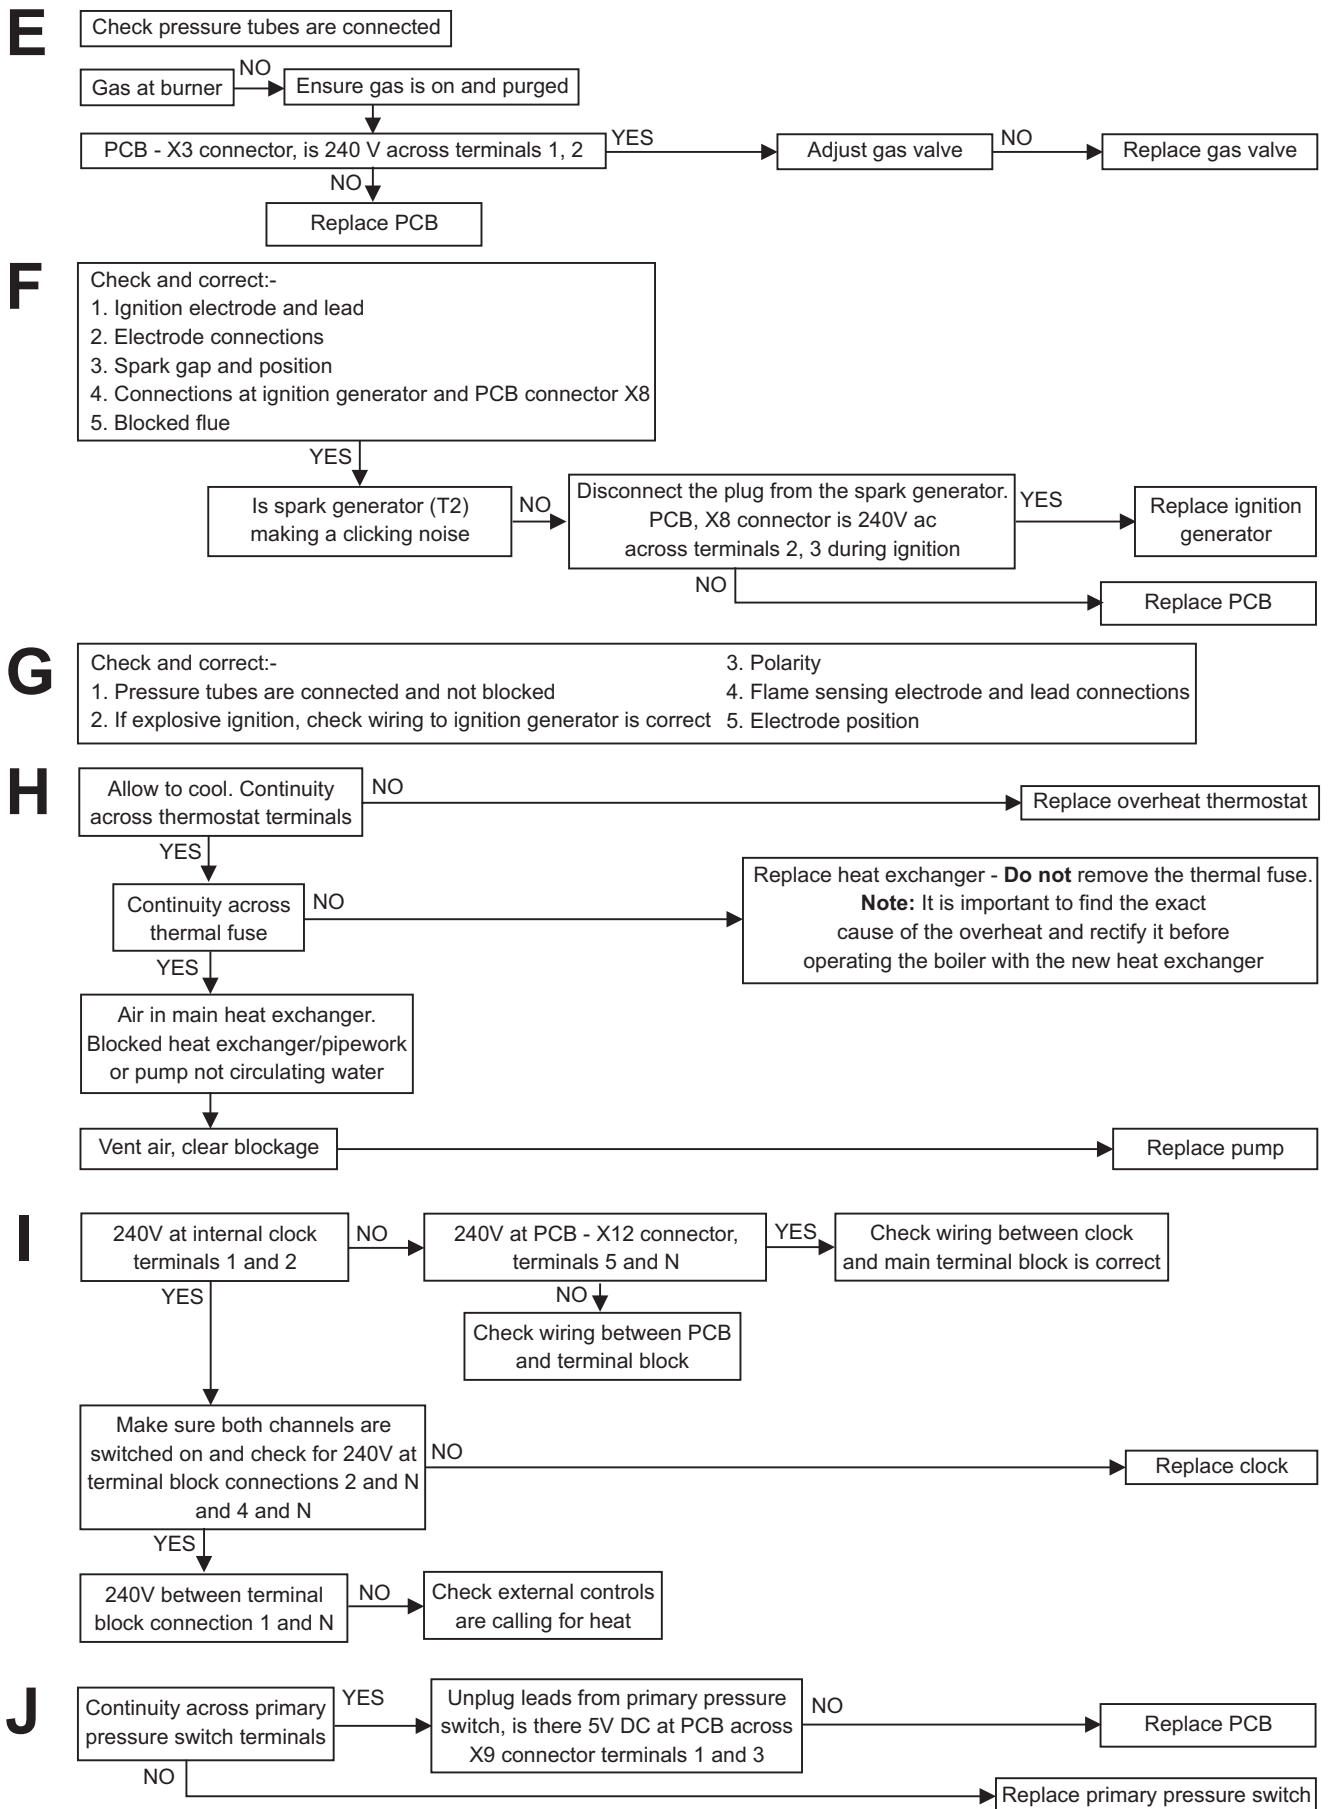 E
Check pressure tubes are connected
Gas at burner
NO
Ensure gas is on and purged
PCB - X3 connector, is 240 V across terminals 1, 2
YES
Adjust gas valve
NO
Replace gas valve
NO
Replace PCB
F
Check and correct:-
1. Ignition electrode and lead
2. Electrode connections
3. Spark gap and position
4. Connections at ignition generator and PCB connector X8
5. Blocked flue
YES
Is spark generator (T2)
making a clicking noise
NO
Disconnect the plug from the spark generator.
PCB, X8 connector is 240V ac
across terminals 2, 3 during ignition
YES
Replace ignition
generator
NO
Replace PCB
G
Check and correct:-
1. Pressure tubes are connected and not blocked
2. If explosive ignition, check wiring to ignition generator is correct
3. Polarity
4. Flame sensing electrode and lead connections
5. Electrode position
H
Allow to cool. Continuity
across thermostat terminals
NO
Replace overheat thermostat
YES
Continuity across
thermal fuse
NO
Replace heat exchanger - Do not remove the thermal fuse.
Note: It is important to find the exact
cause of the overheat and rectify it before
operating the boiler with the new heat exchanger
YES
Air in main heat exchanger.
Blocked heat exchanger/pipework
or pump not circulating water
Vent air, clear blockage
Replace pump
I
240V at internal clock
terminals 1 and 2
NO
240V at PCB - X12 connector,
terminals 5 and N
YES
Check wiring between clock
and main terminal block is correct
NO
Check wiring between PCB
and terminal block
YES
Make sure both channels are
switched on and check for 240V at
terminal block connections 2 and N
and 4 and N
NO
Replace clock
YES
240V between terminal
block connection 1 and N
NO
Check external controls
are calling for heat
J
Continuity across primary
pressure switch terminals
YES
Unplug leads from primary pressure
switch, is there 5V DC at PCB across
X9 connector terminals 1 and 3
NO
Replace PCB
NO
Replace primary pressure switch